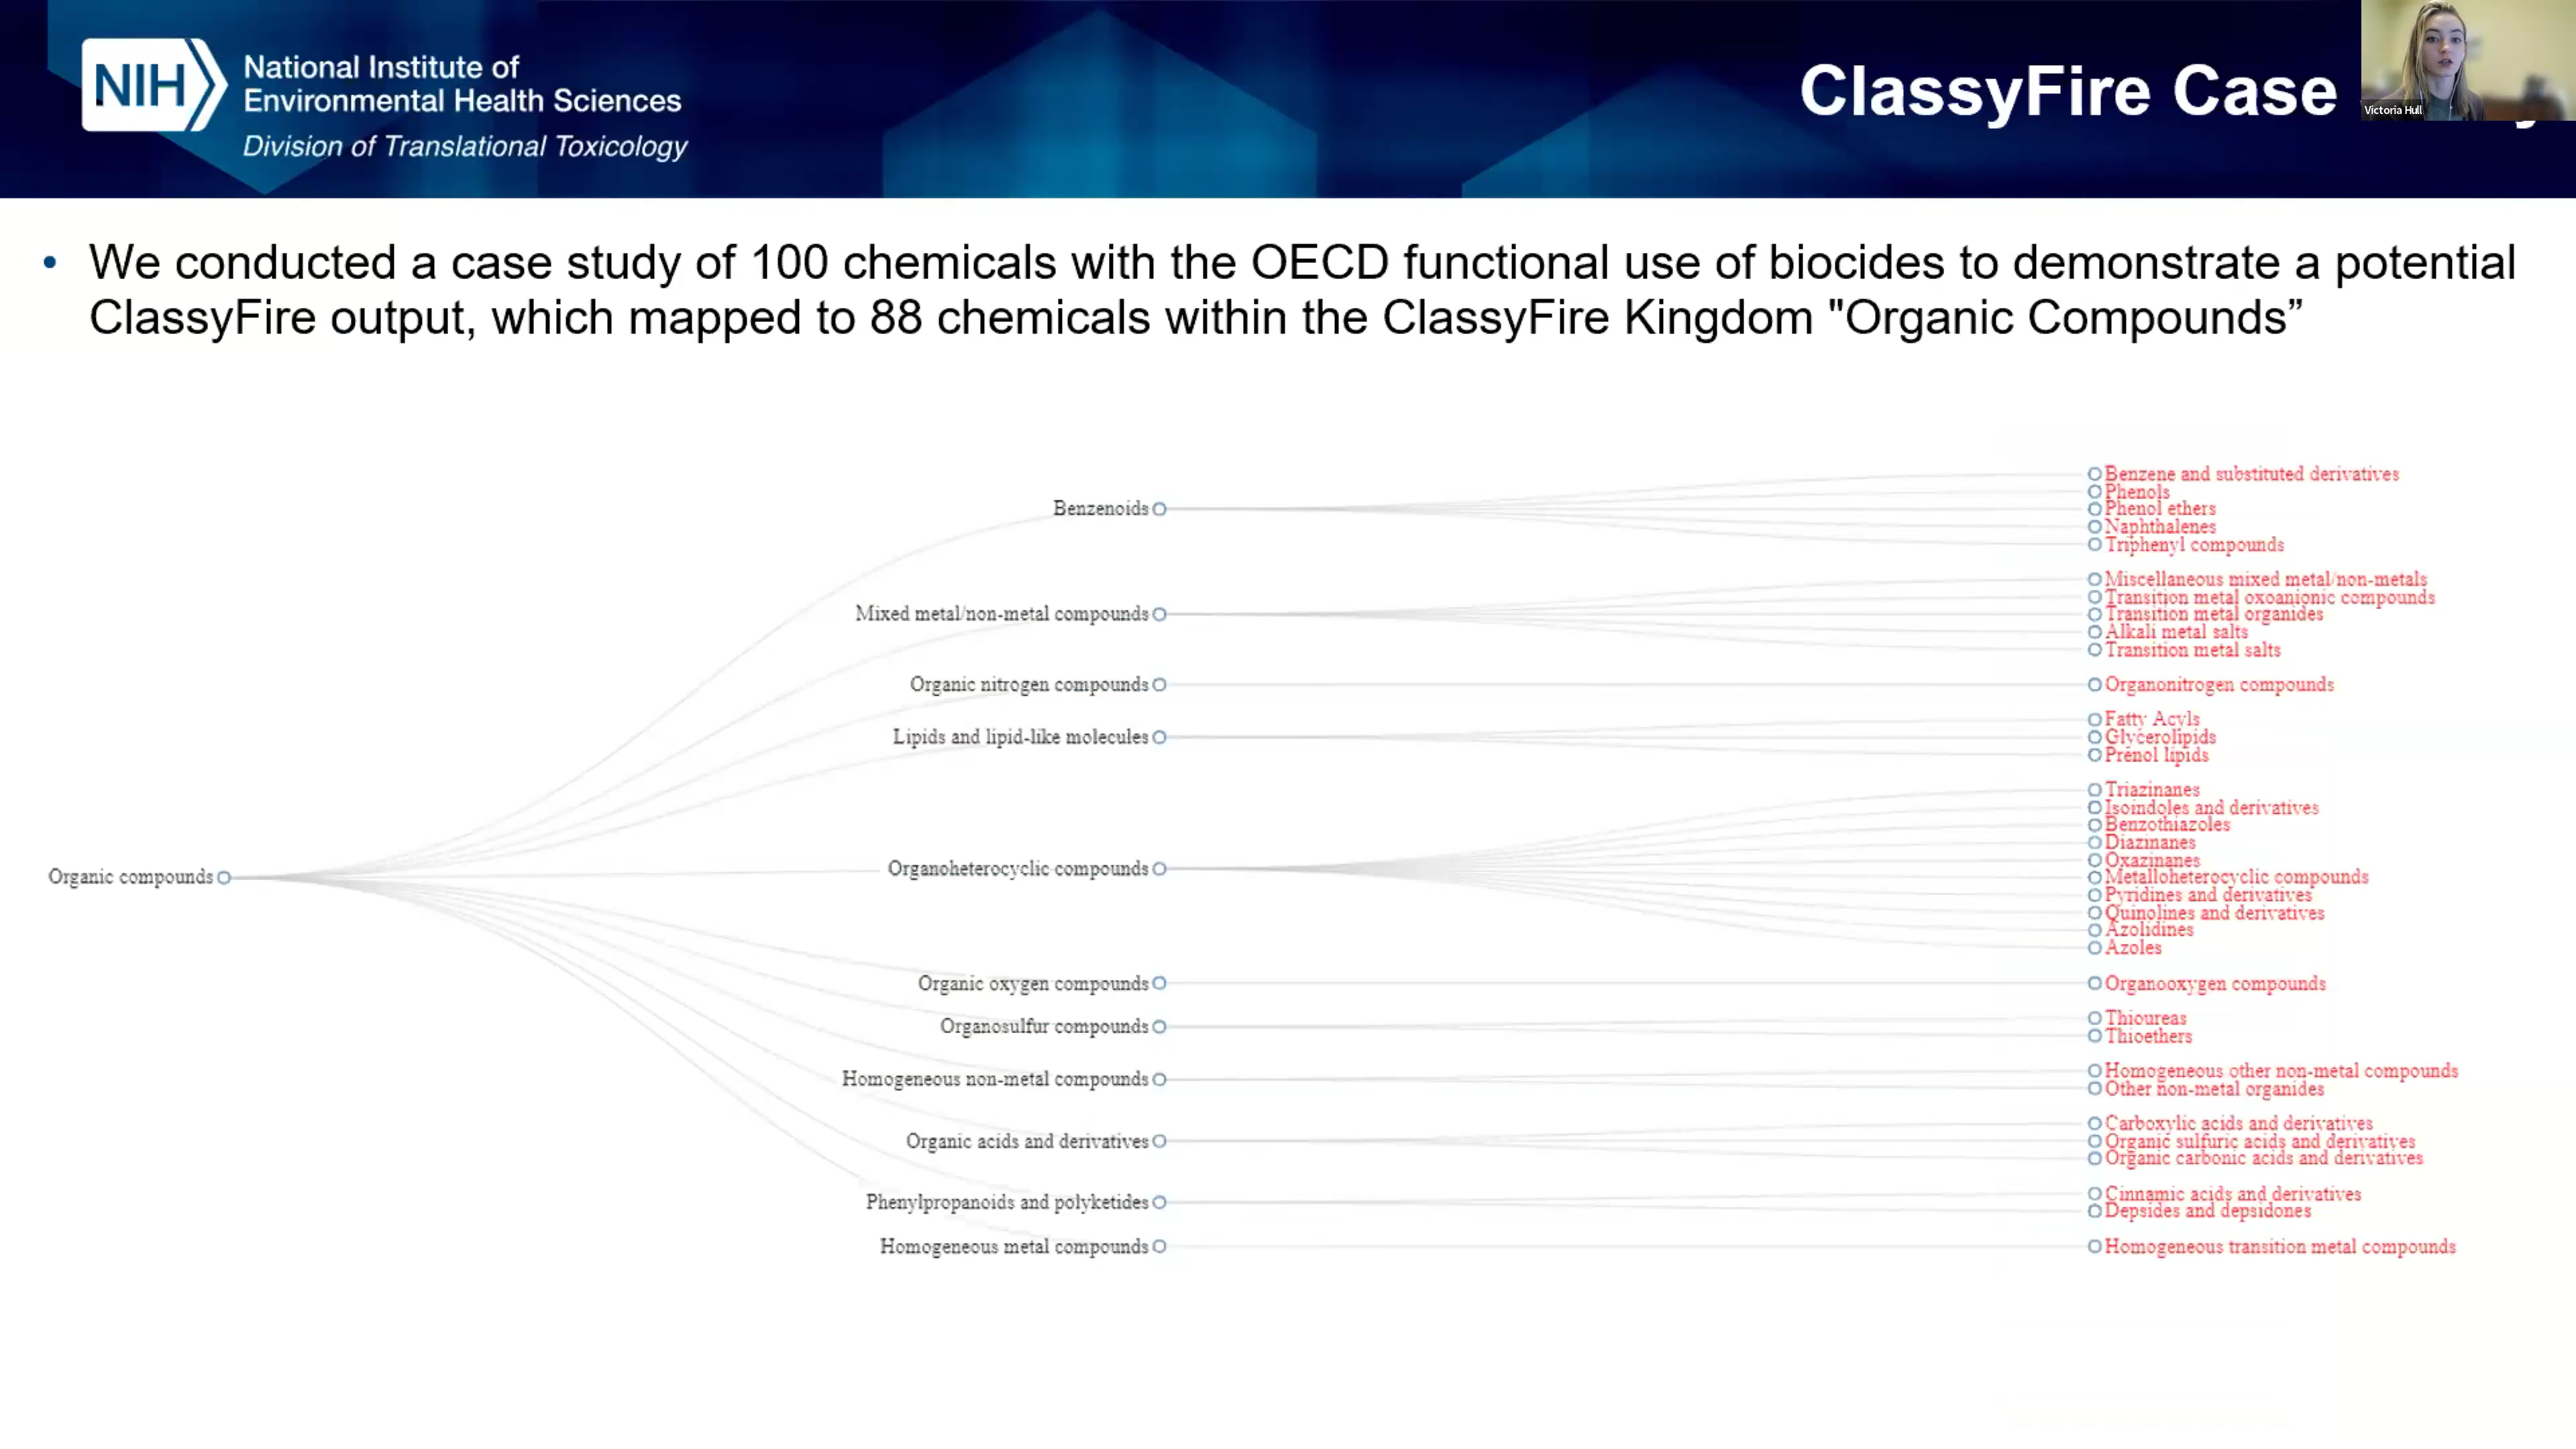 NIH
National Institute of
Environmental Health Sciences
Division of Translational Toxicology
ClassyFire Case
Victoria Hull
• We conducted a case study of 100 chemicals with the OECD functional use of biocides to demonstrate a potential
ClassyFire output, which mapped to 88 chemicals within the ClassyFire Kingdom "Organic Compounds”
Organic compounds
Benzenoids
Mixed metal/non-metal compounds
Organic nitrogen compounds
Lipids and lipid-like molecules
Organoheterocyclic compounds
Organic oxygen compounds
Organosulfur compounds
Homogeneous non-metal compounds
Organic acids and derivatives
Phenylpropanoids and polyketides
Homogeneous metal compounds
Benzene and substituted derivatives
Phenols
Phenol ethers
Naphthalenes
Triphenyl compounds
Miscellaneous mixed metal/non-metals
Transition metal oxoanionic compounds
Transition metal organides
Alkali metal salts
Transition metal salts
Organonitrogen compounds
Fatty Acyls
Glycerolipids
Prenol lipids
Triazinanes
Isoindoles and derivatives
Benzothiazoles
Diazinanes
Oxazinanes
Metalloheterocyclic compounds
Pyridines and derivatives
Quinolines and derivatives
Azolidines
Azoles
Organooxygen compounds
Thioureas
Thioethers
Homogeneous other non-metal compounds
Other non-metal organides
Carboxylic acids and derivatives
Organic sulfuric acids and derivatives
Organic carbonic acids and derivatives
Cinnamic acids and derivatives
Depsides and depsidones
Homogeneous transition metal compounds